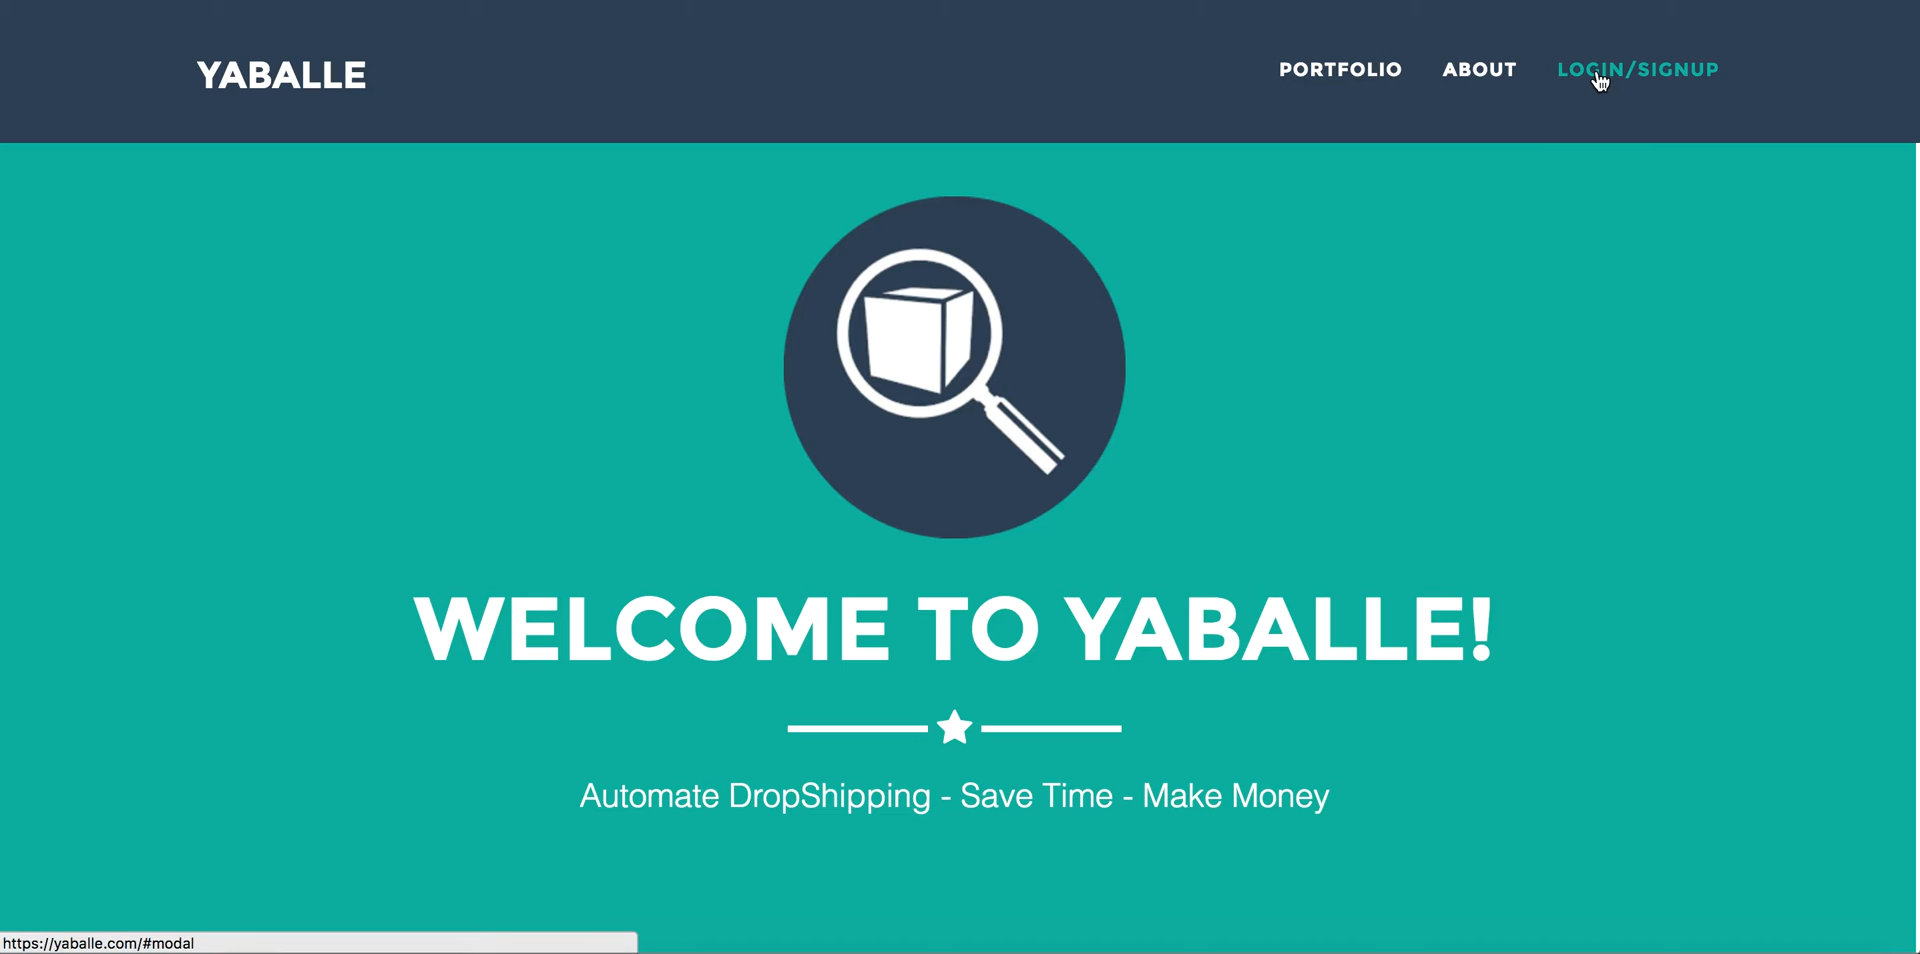 YABALLE
PORTFOLIO ABOUT LOGIN/SIGNUP
WELCOME TO YABALLE!
Automate DropShipping - Save Time - Make Money
https://yaballe.com/#modal